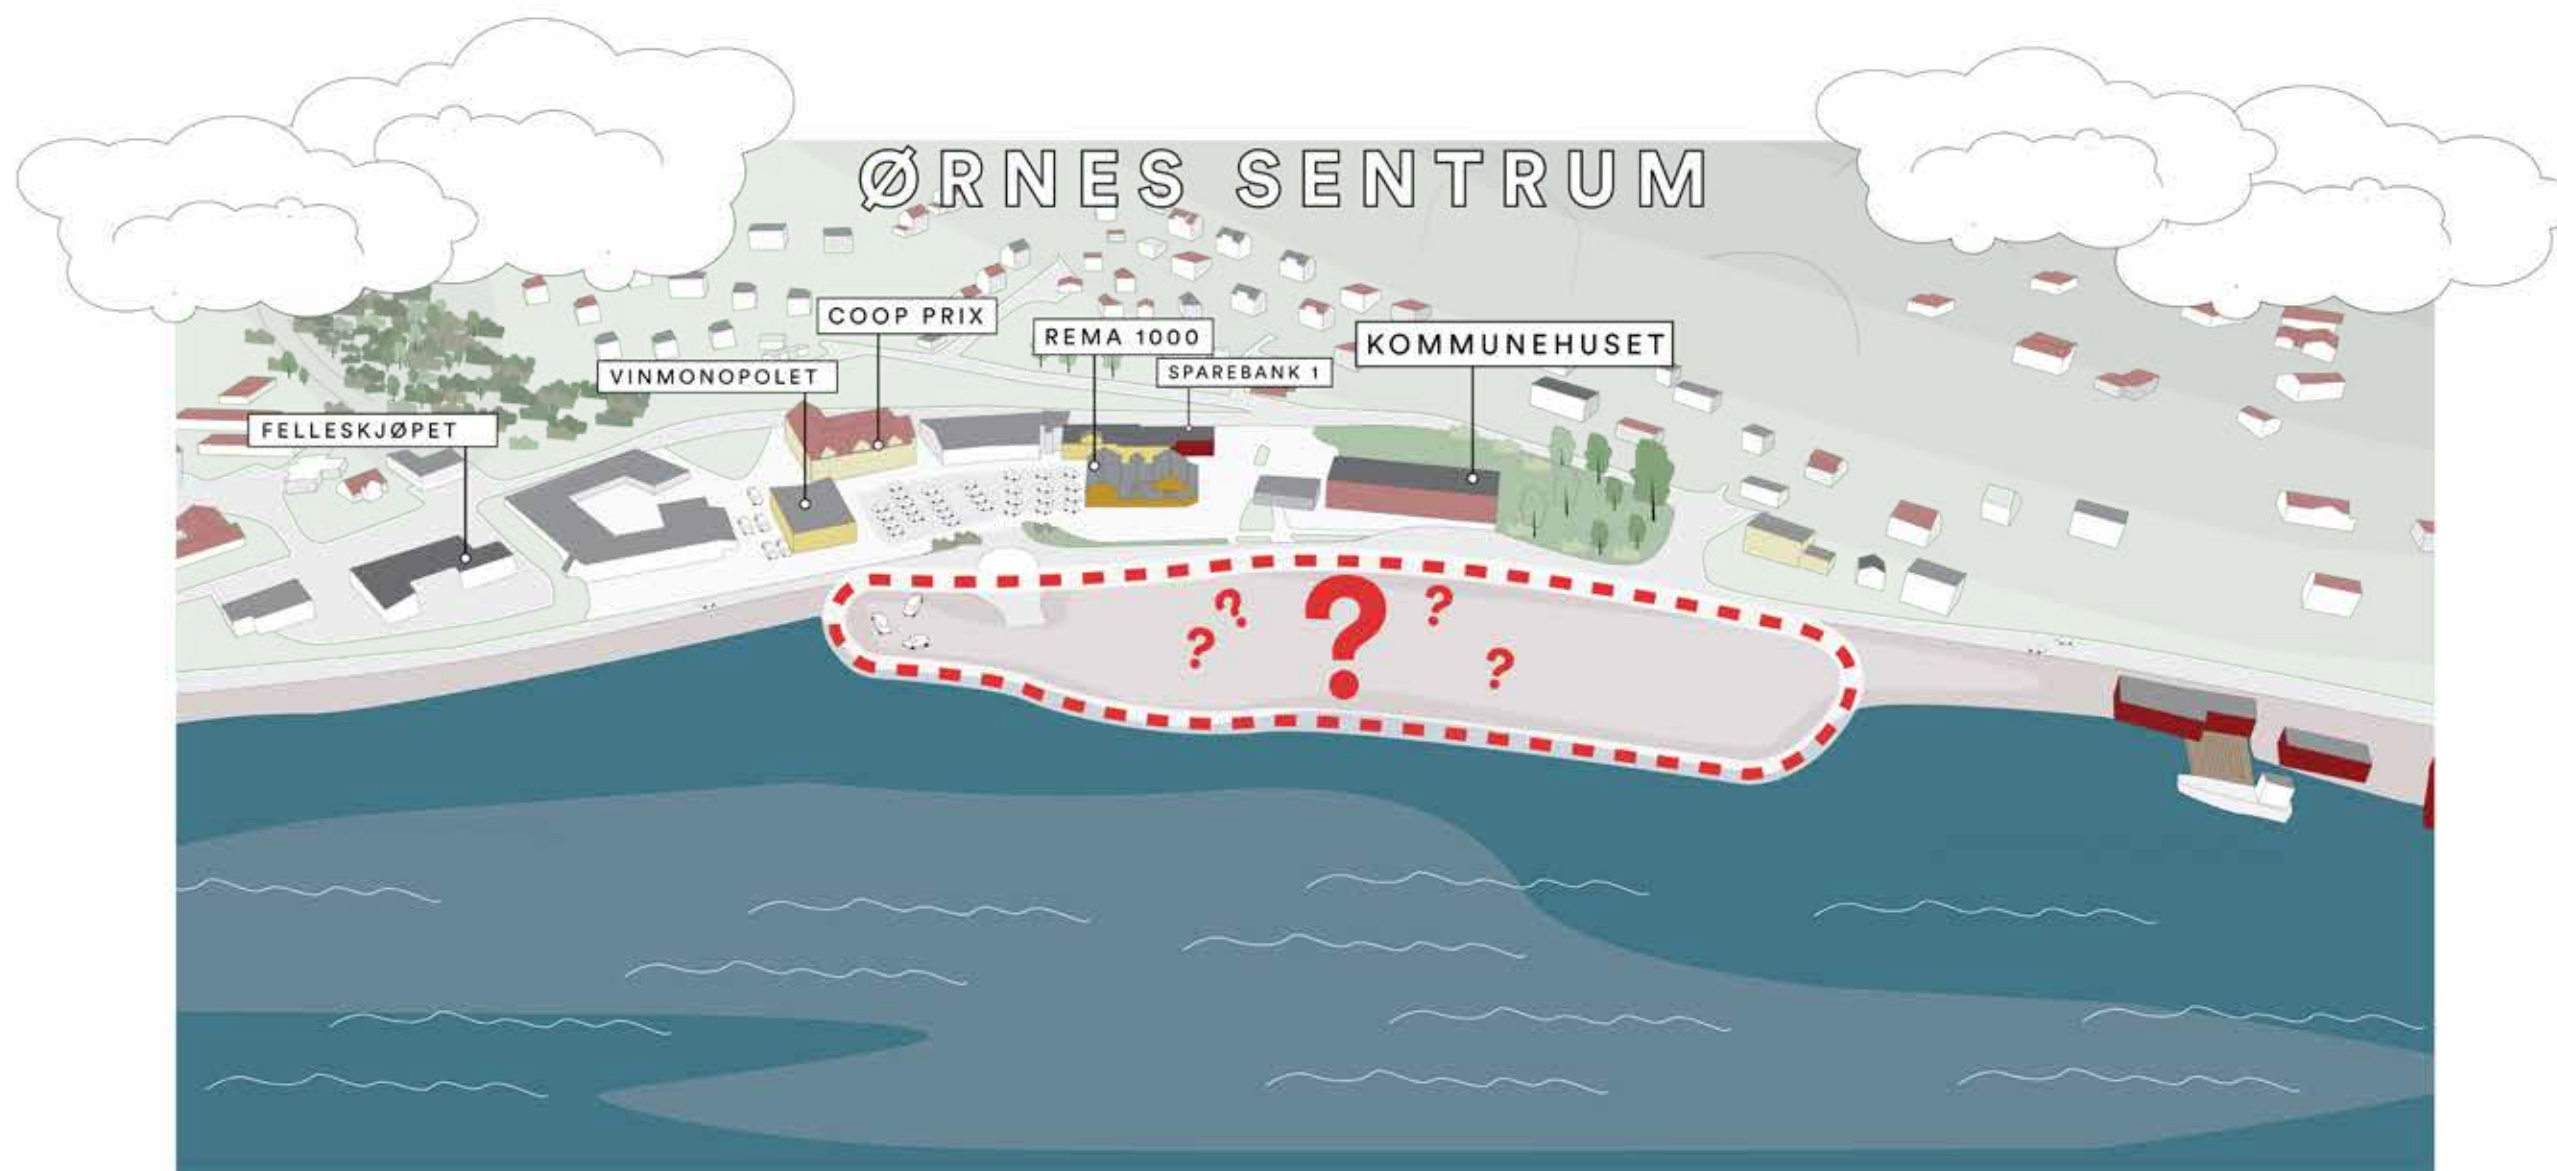 ØRNES SENTRUM
COOP PRIX
REMA 1000
KOMMUNEHUSET
VINMONOPOLET
SPAREBANK 1
FELLESKJØPET
? ? ?
? ?